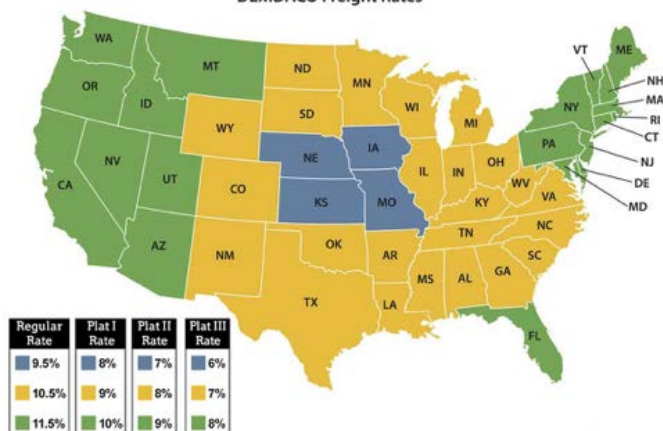 DEMDACO Freight Rates
WA
OR
CA
NV
ID
MT
UT
AZ
WY
CO
NM
ND
SD
NE
KS
OK
TX
MN
IA
MO
AR
LA
WI
IL
MS
MI
IN
KY
TN
AL
OH
WV
VA
NC
SC
GA
FL
PA
NY
VT
ME
NH
MA
RI
CT
NJ
DE
MD
Regular Rate
9.5%
10.5%
11.5%
Plat I Rate
8%
9%
10%
Plat II Rate
7%
8%
9%
Plat III Rate
6%
7%
8%